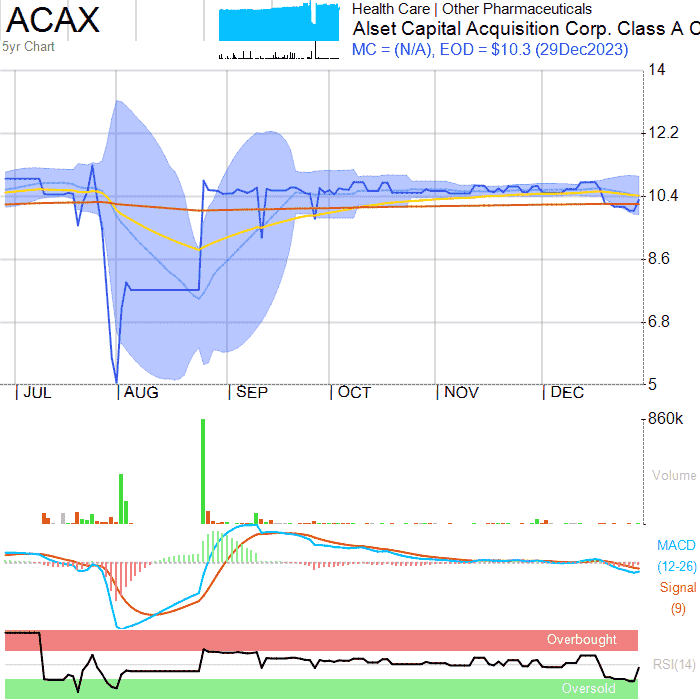 ACAX
5yr Chart
Health Care | Other Pharmaceuticals
Alset Capital Acquisition Corp. Class A C
MC = (N/A), EOD = $10.3 (29Dec2023)
14
12.2
10.4
8.6
6.8
5
JUL
AUG
SEP
OCT
NOV
DEC
860k
Volume
MACD
(12-26)
Signal
(9)
Overbought
RSI(14)
Oversold